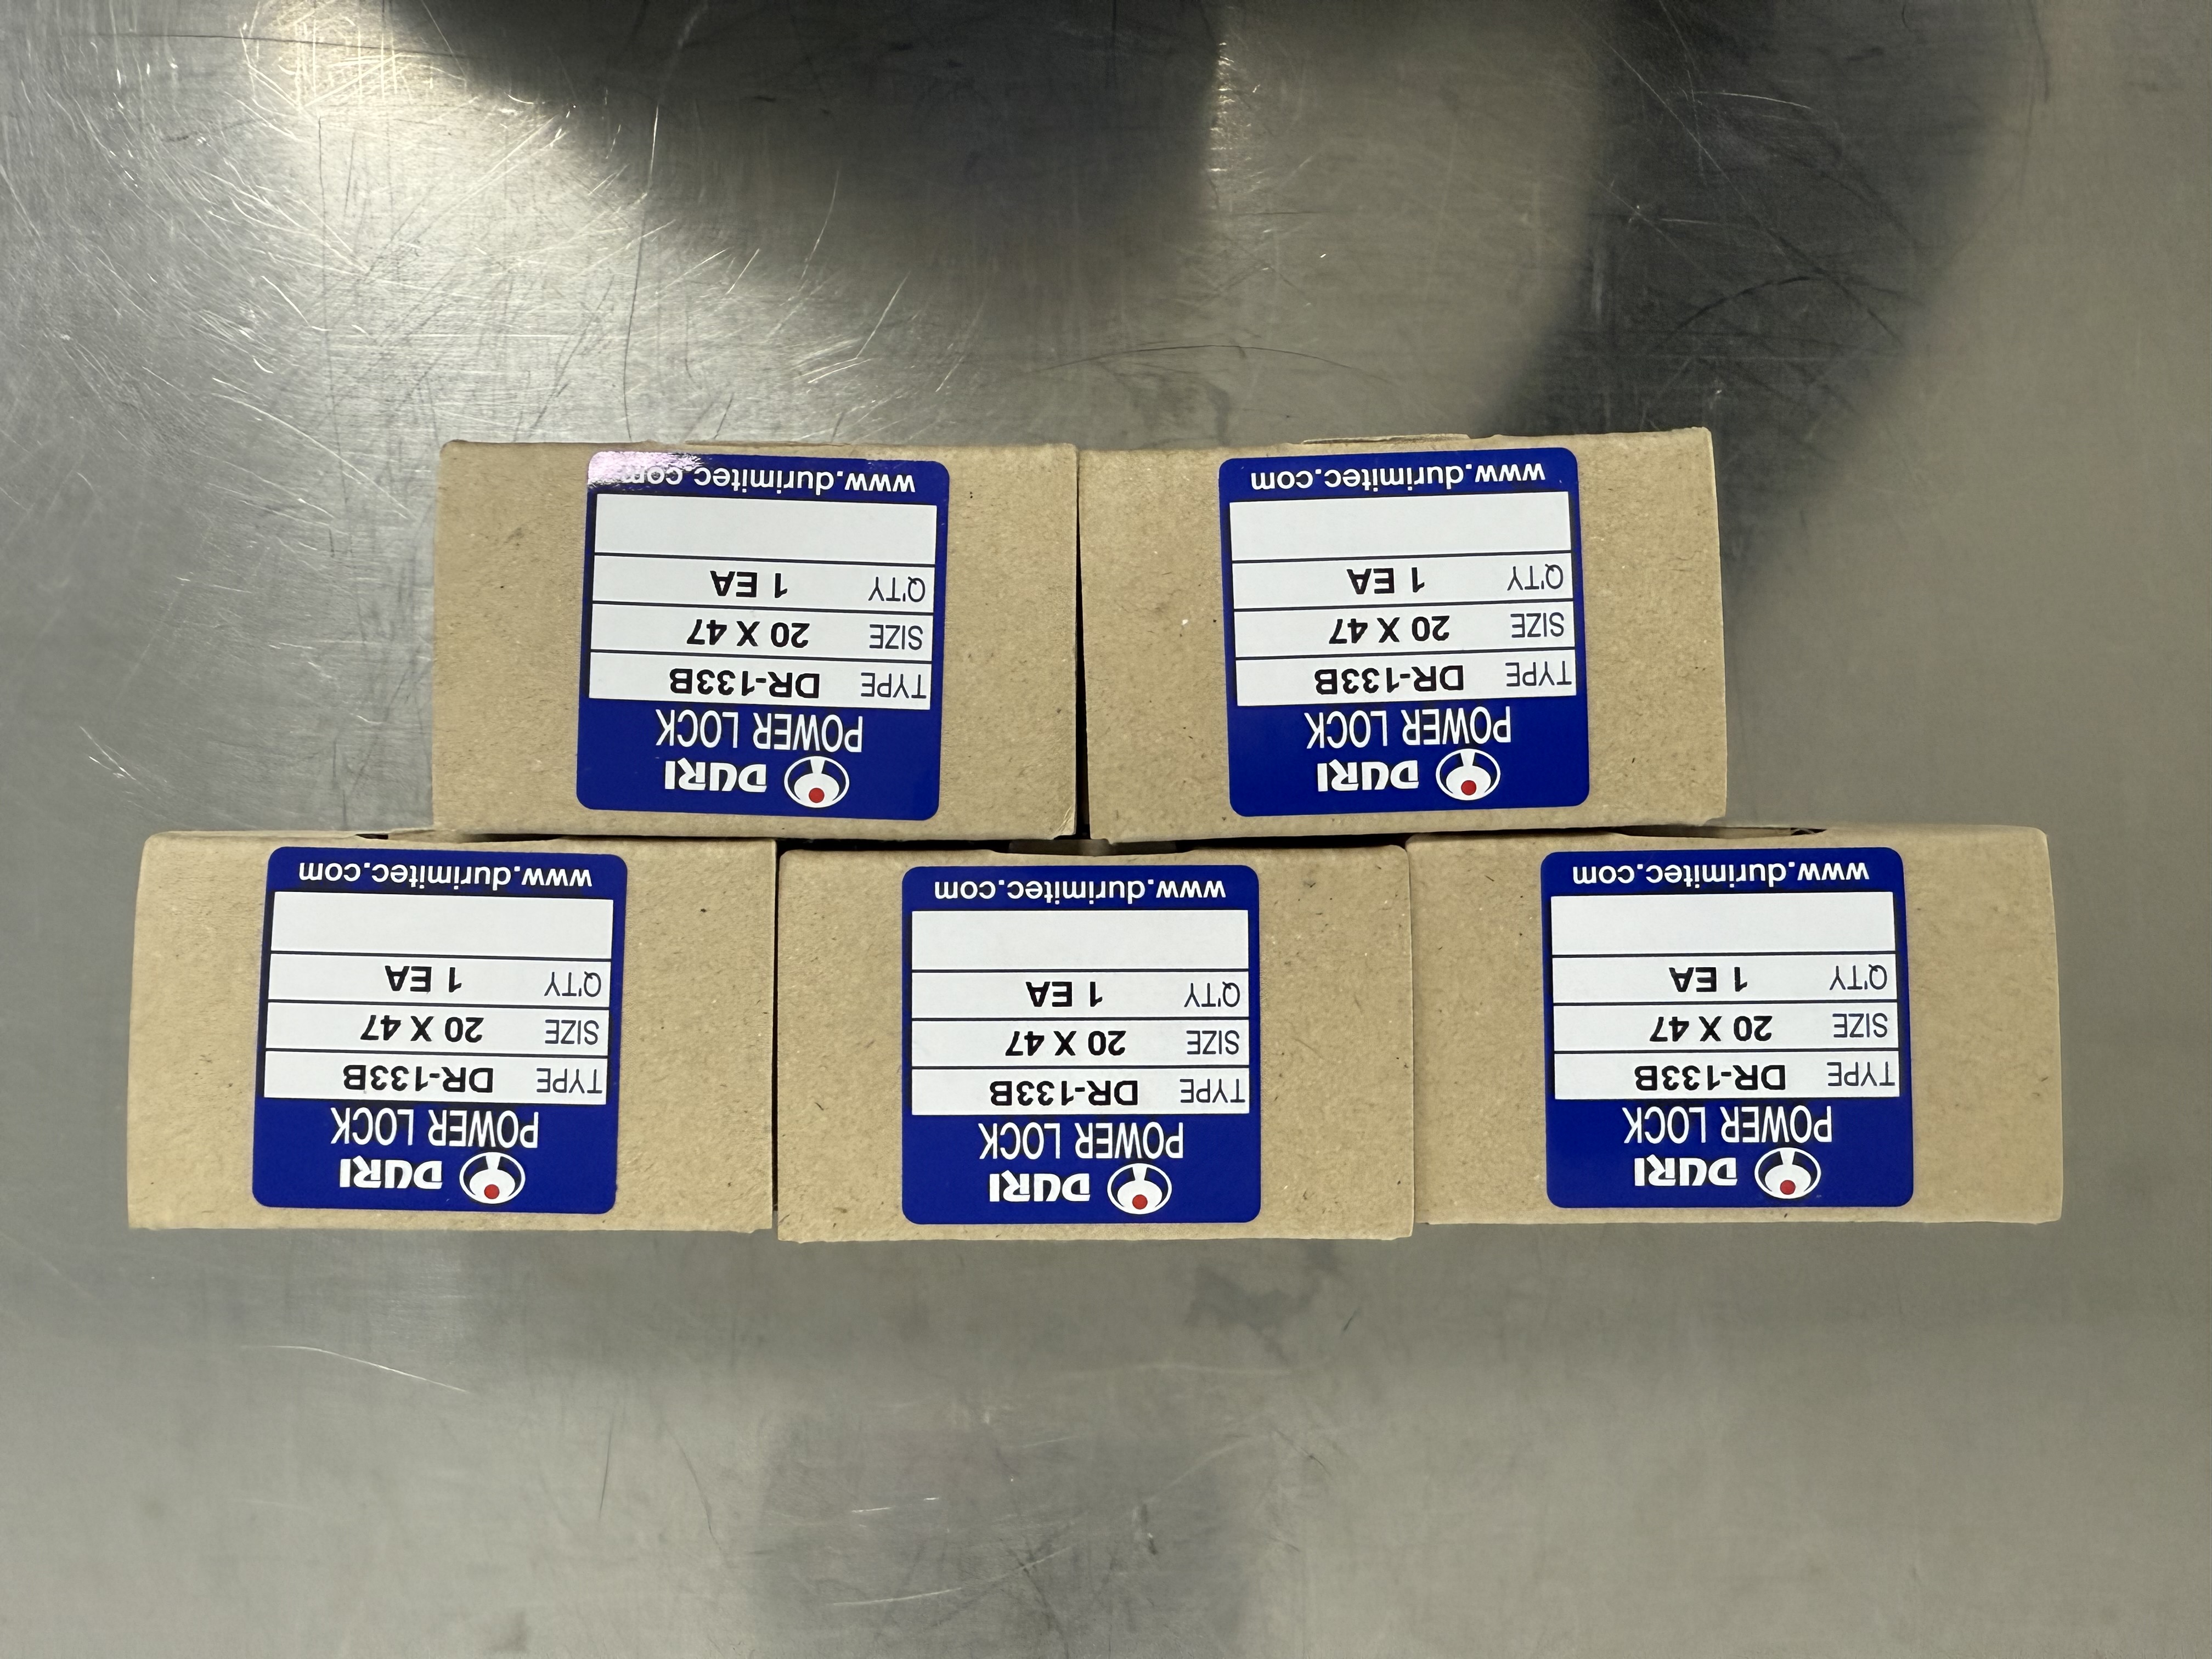 DURI
POWER LOCK
TYPE DR-133B
SIZE 20 X 47
Q'TY 1 EA
www.durimitec.com
DURI
POWER LOCK
TYPE DR-133B
SIZE 20 X 47
Q'TY 1 EA
www.durimitec.com
DURI
POWER LOCK
TYPE DR-133B
SIZE 20 X 47
Q'TY 1 EA
www.durimitec.com
DURI
POWER LOCK
TYPE DR-133B
SIZE 20 X 47
Q'TY 1 EA
www.durimitec.com
DURI
POWER LOCK
TYPE DR-133B
SIZE 20 X 47
Q'TY 1 EA
www.durimitec.com